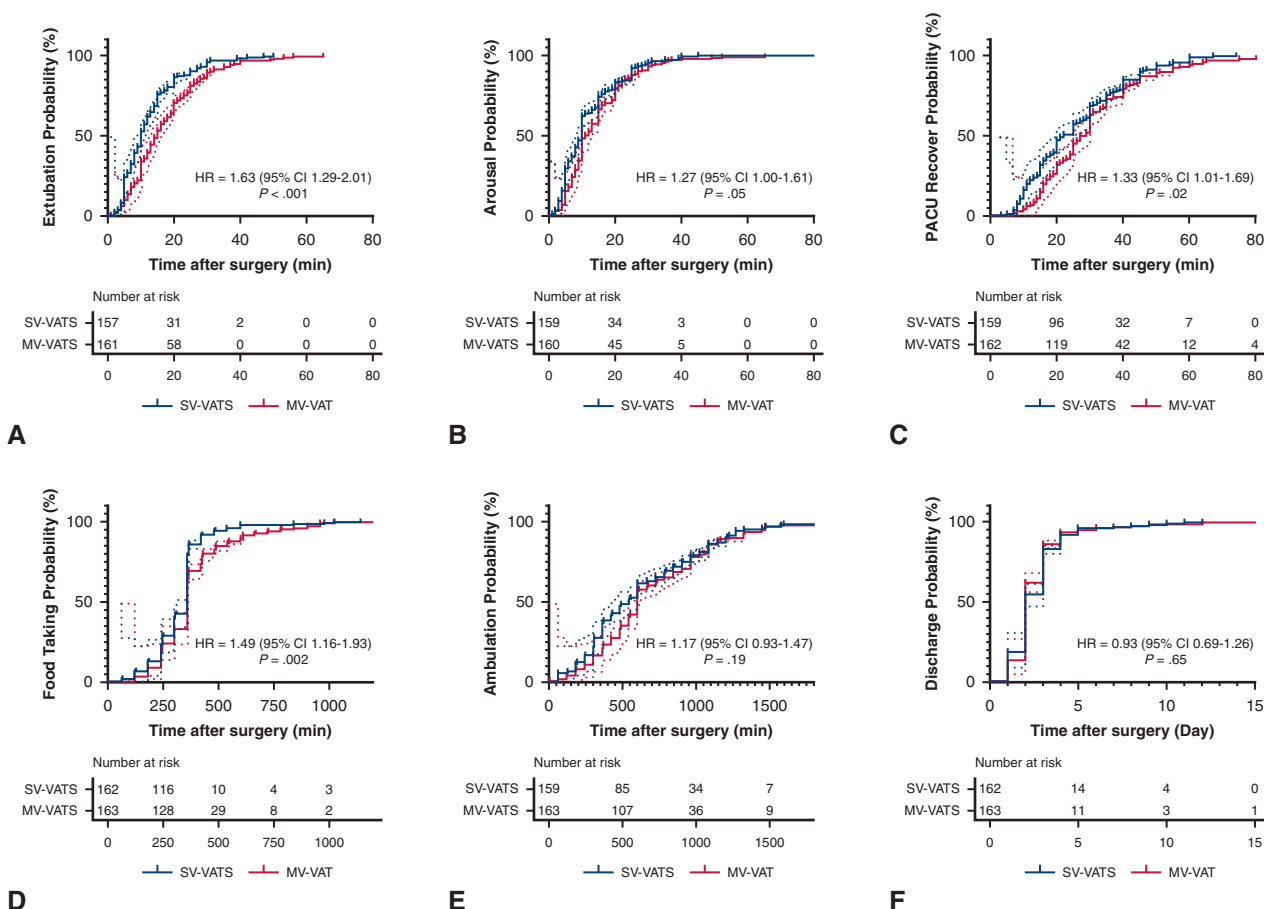 Extubation Probability (%)
100
50
0
HR = 1.63 (95% CI 1.29-2.01)
P < .001
0 20 40 60 80
Time after surgery (min)
Number at risk
SV-VATS 157 31 2 0 0
MV-VATS 161 58 0 0 0
0 20 40 60 80
SV-VATS MV-VAT
A
Arousal Probability (%)
100
50
0
HR = 1.27 (95% CI 1.00-1.61)
P = .05
0 20 40 60 80
Time after surgery (min)
Number at risk
SV-VATS 159 34 3 0 0
MV-VATS 160 45 5 0 0
0 20 40 60 80
SV-VATS MV-VAT
B
PACU Recover Probability (%)
100
50
0
HR = 1.33 (95% CI 1.01-1.69)
P = .02
0 20 40 60 80
Time after surgery (min)
Number at risk
SV-VATS 159 96 32 7 0
MV-VATS 162 119 42 12 4
0 20 40 60 80
SV-VATS MV-VAT
C
Food Taking Probability (%)
100
50
0
HR = 1.49 (95% CI 1.16-1.93)
P = .002
0 250 500 750 1000
Time after surgery (min)
Number at risk
SV-VATS 162 116 10 4 3
MV-VATS 163 128 29 8 2
0 250 500 750 1000
SV-VATS MV-VAT
D
Ambulation Probability (%)
100
50
0
HR = 1.17 (95% CI 0.93-1.47)
P = .19
0 500 1000 1500
Time after surgery (min)
Number at risk
SV-VATS 159 85 34 7
MV-VATS 163 107 36 9
0 500 1000 1500
SV-VATS MV-VAT
E
Discharge Probability (%)
100
50
0
HR = 0.93 (95% CI 0.69-1.26)
P = .65
0 5 10 15
Time after surgery (Day)
Number at risk
SV-VATS 162 14 4 0
MV-VATS 163 11 3 1
0 5 10 15
SV-VATS MV-VAT
F